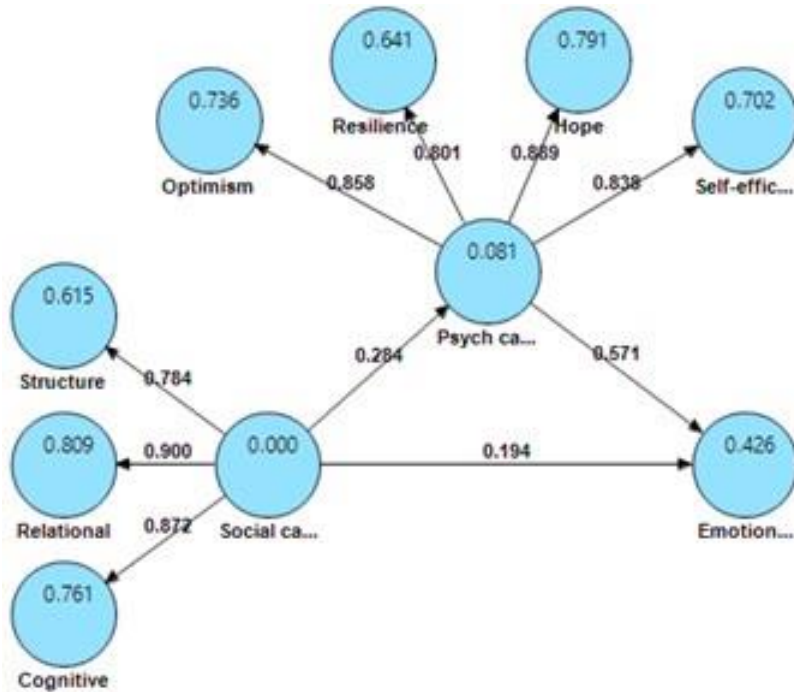 0.641
0.791
0.736
0.702
Resilience
Hope
0.801
0.889
Optimism
0.858
0.838
Self-effic...
0.081
0.615
Psych ca...
0.284
0.571
Structure
0.784
0.809
0.900
0.000
0.194
0.426
Relational
0.872
Social ca...
Emotion...
0.761
Cognitive